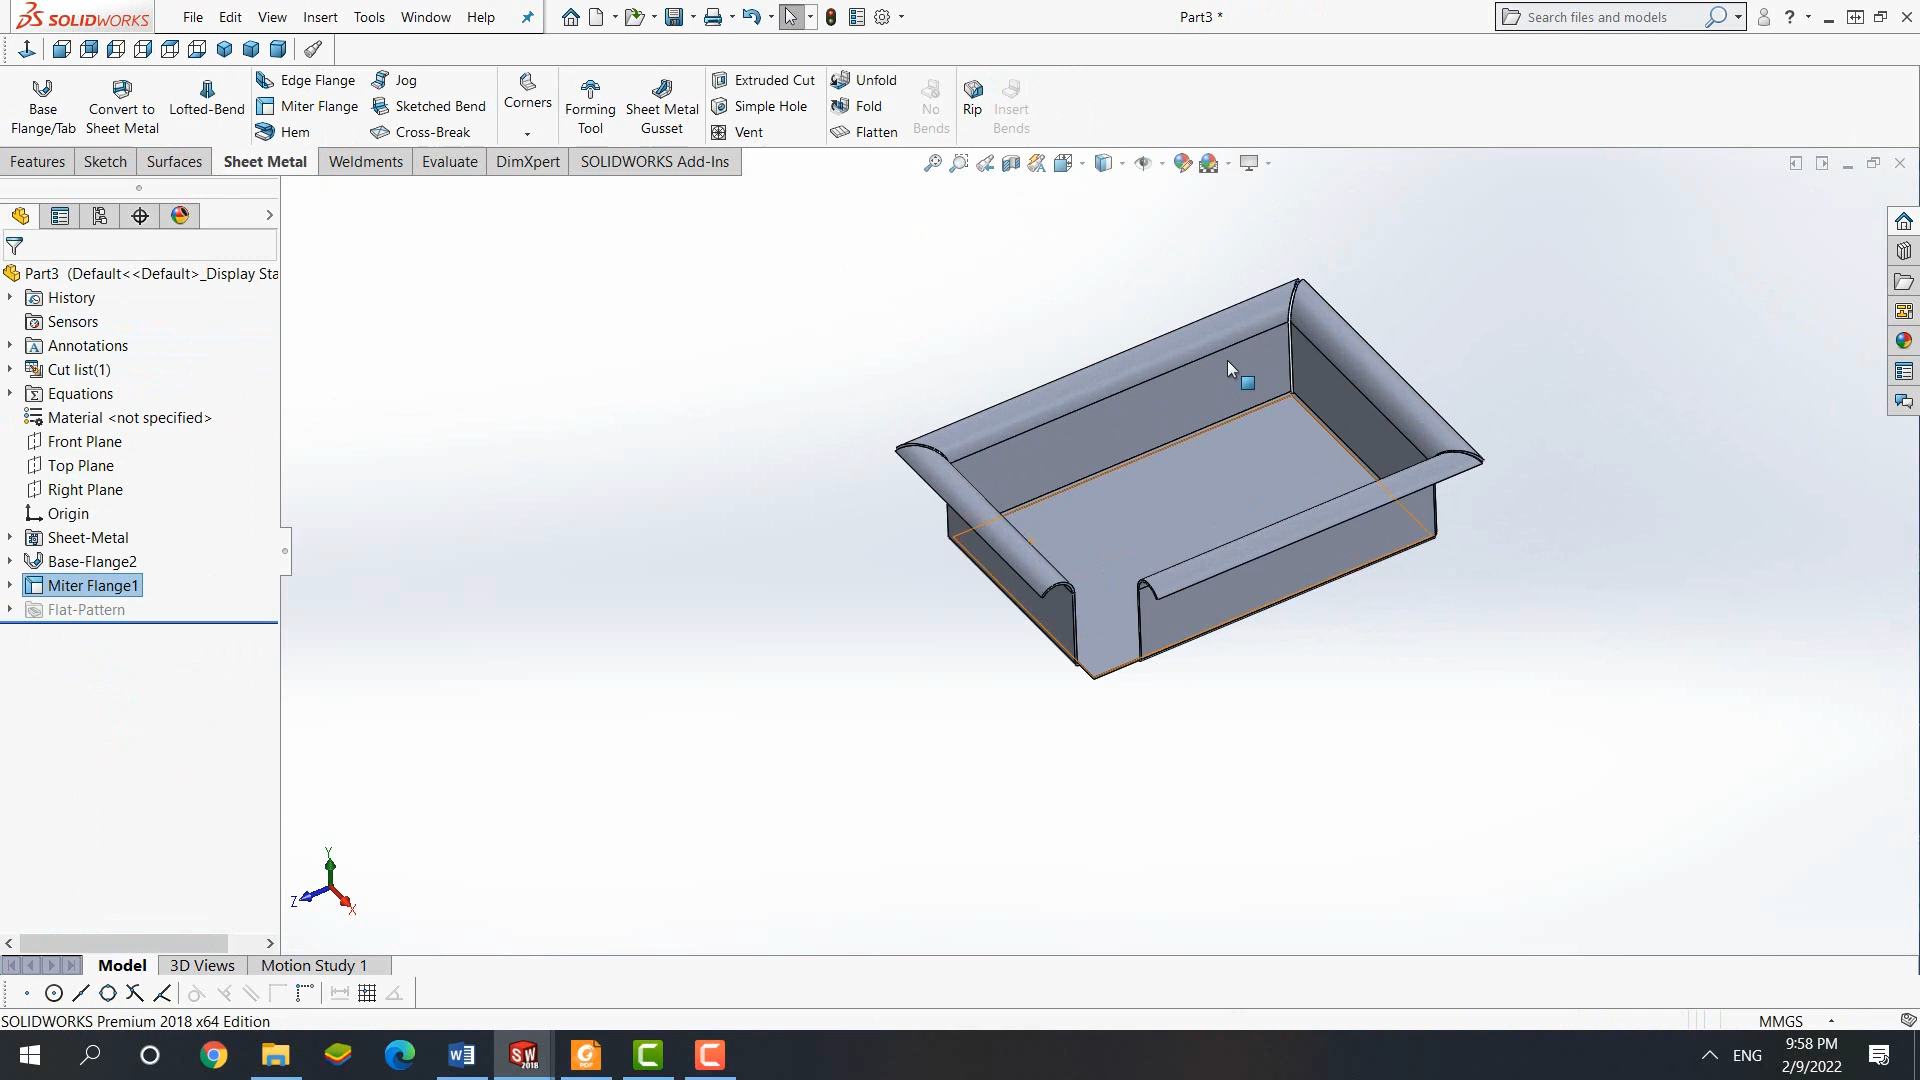 SOLIDWORKS File Edit View Insert Tools Window Help Part3 * Search files and models ?
Edge Flange Jog Extruded Cut Unfold
Miter Flange Sketched Bend Simple Hole Fold
Hem Cross-Break Vent Flatten
Base
Flange/Tab
Convert to
Sheet Metal
Lofted-Bend
Corners
Forming
Tool
Sheet Metal
Gusset
No
Bends
Rip
Insert
Bends
Features Sketch Surfaces Sheet Metal Weldments Evaluate DimXpert SOLIDWORKS Add-Ins
Part3 (Default<<Default>_Display Sta
History
Sensors
A Annotations
Cut list(1)
Equations
Material <not specified>
Front Plane
Top Plane
Right Plane
Origin
Sheet-Metal
Base-Flange2
Miter Flange1
Flat-Pattern
Y
Z
X
Model 3D Views Motion Study 1
SOLIDWORKS Premium 2018 x64 Edition MMGS
SW
2018
PDF
ENG
9:58 PM
2/9/2022